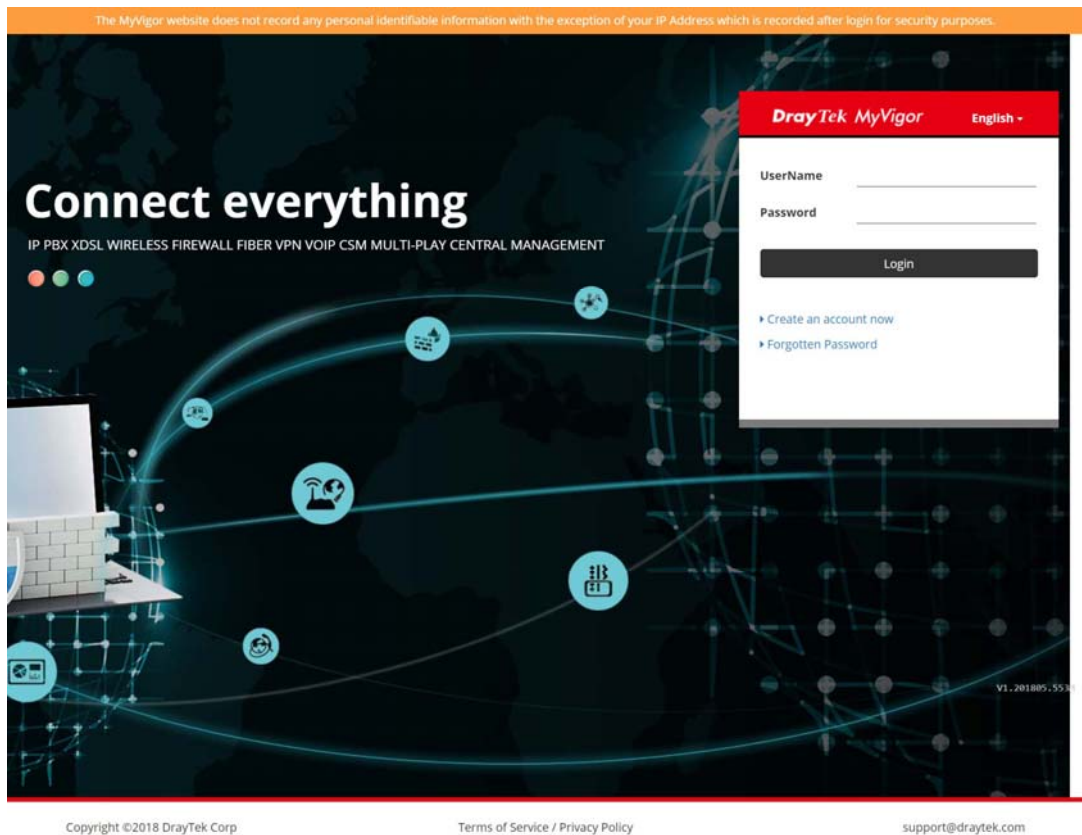 The MyVigor website does not record any personal identifiable information with the exception of your IP Address which is recorded after login for security purposes.
DrayTek MyVigor English
UserName
Password
Login
Create an account now
Forgotten Password
Connect everything
IP PBX XDSL WIRELESS FIREWALL FIBER VPN VOIP CSM MULTI-PLAY CENTRAL MANAGEMENT
Copyright ©2018 DrayTek Corp Terms of Service / Privacy Policy support@draytek.com